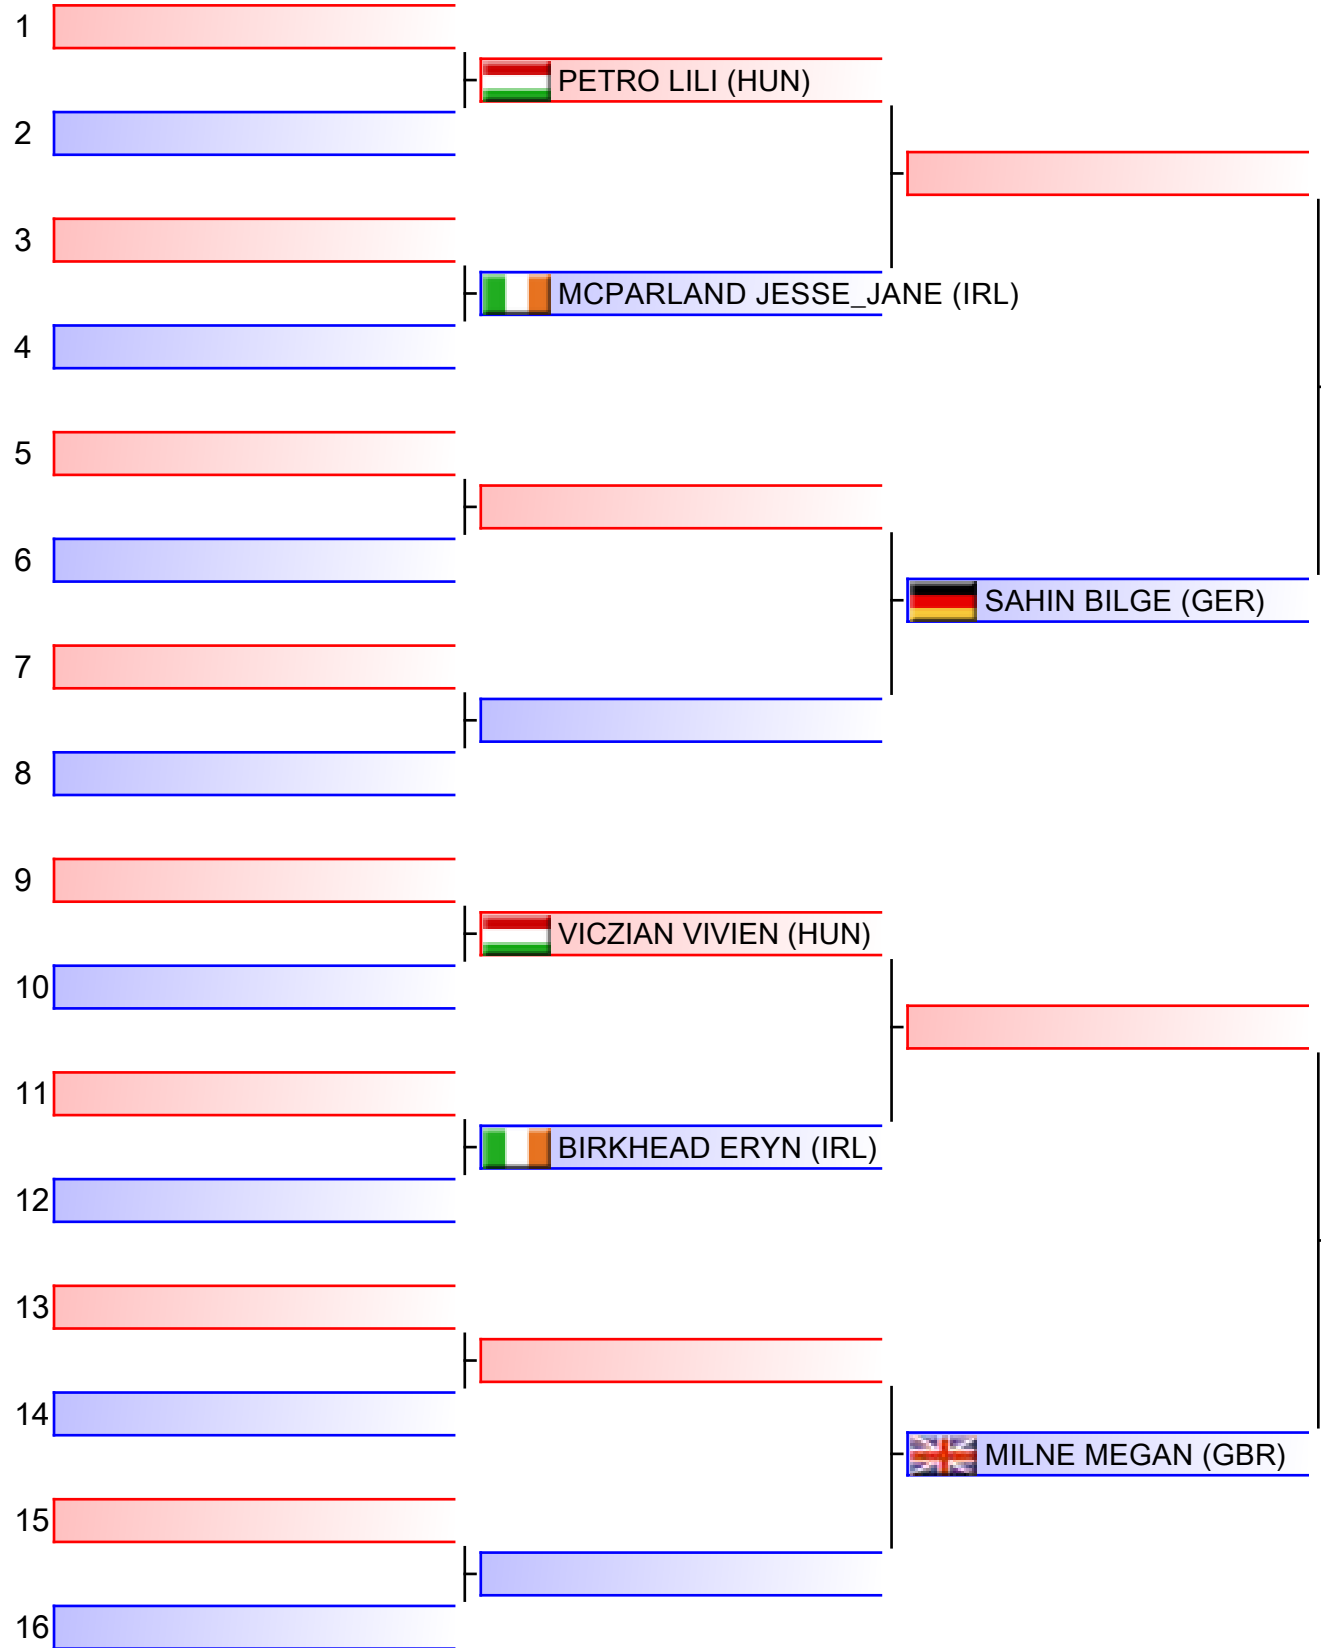 1
PETRO LILI (HUN)
2
3
MCPARLAND JESSE_JANE (IRL)
4
5
6
SAHIN BILGE (GER)
7
8
9
VICZIAN VIVIEN (HUN)
10
11
BIRKHEAD ERYN (IRL)
12
13
14
MILNE MEGAN (GBR)
15
16